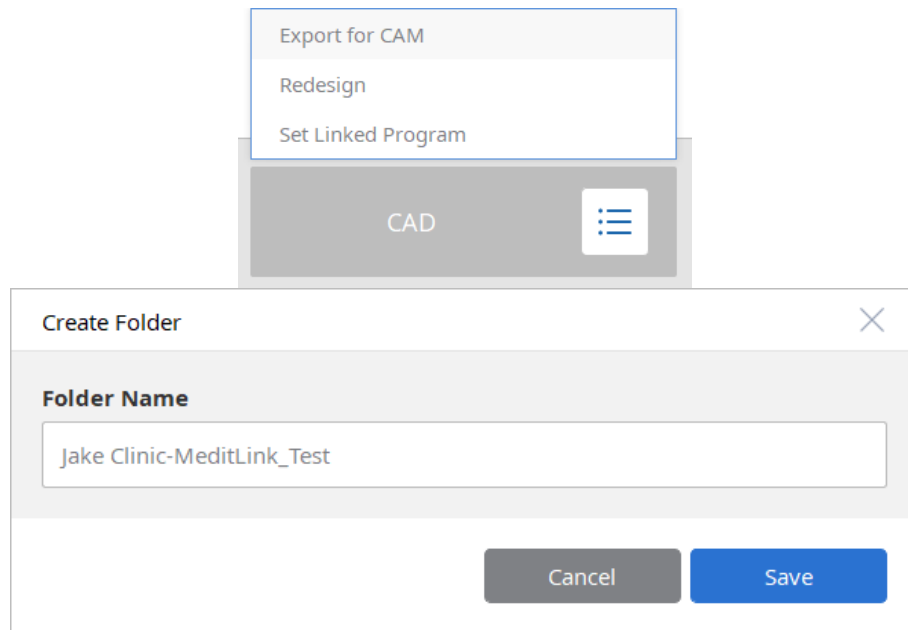 Export for CAM
Redesign
Set Linked Program
CAD
Create Folder
Folder Name
Jake Clinic-MeditLink_Test
Cancel
Save